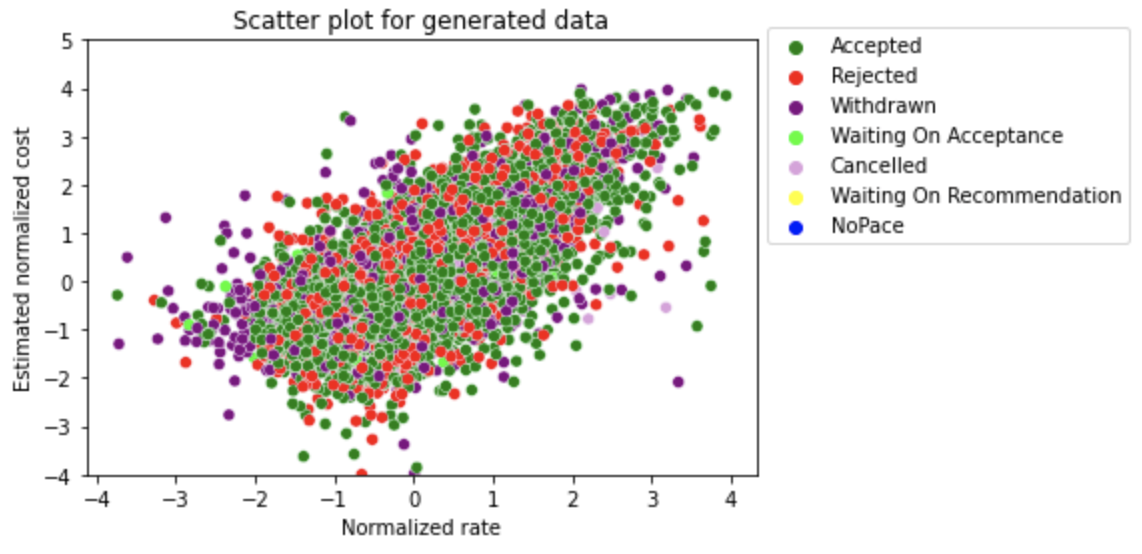 Scatter plot for generated data
5
4
3
2
1
0
−1
−2
−3
−4
Estimated normalized cost
−4 −3 −2 −1 0 1 2 3 4
Normalized rate
Accepted
Rejected
Withdrawn
Waiting On Acceptance
Cancelled
Waiting On Recommendation
NoPace